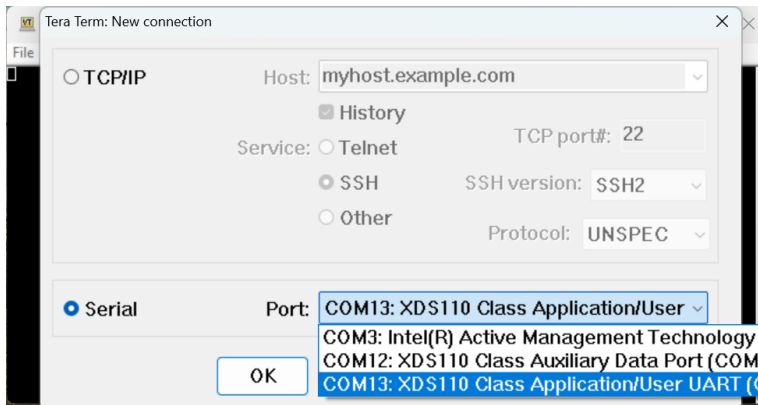 VT Tera Term: New connection
File
TCP/IP Host: myhost.example.com
History
TCP port#: 22
Service: Telnet
SSH SSH version: SSH2
Other
Protocol: UNSPEC
Serial Port: COM13: XDS110 Class Application/User
COM3: Intel(R) Active Management Technology
COM12: XDS110 Class Auxiliary Data Port (COM
OK
COM13: XDS110 Class Application/User UART (